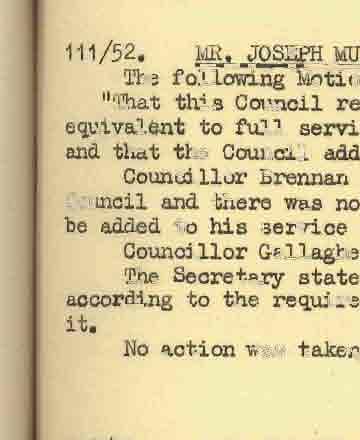 111/52. MR. JOSEPH MU
The following Motio
"That this Council re
equivalent to full servi
and that the Council add
Councillor Brennan
Council and there was no
be added to his service
Councillor Gallaghe
The Secretary state
according to the require
it.
No action was taken